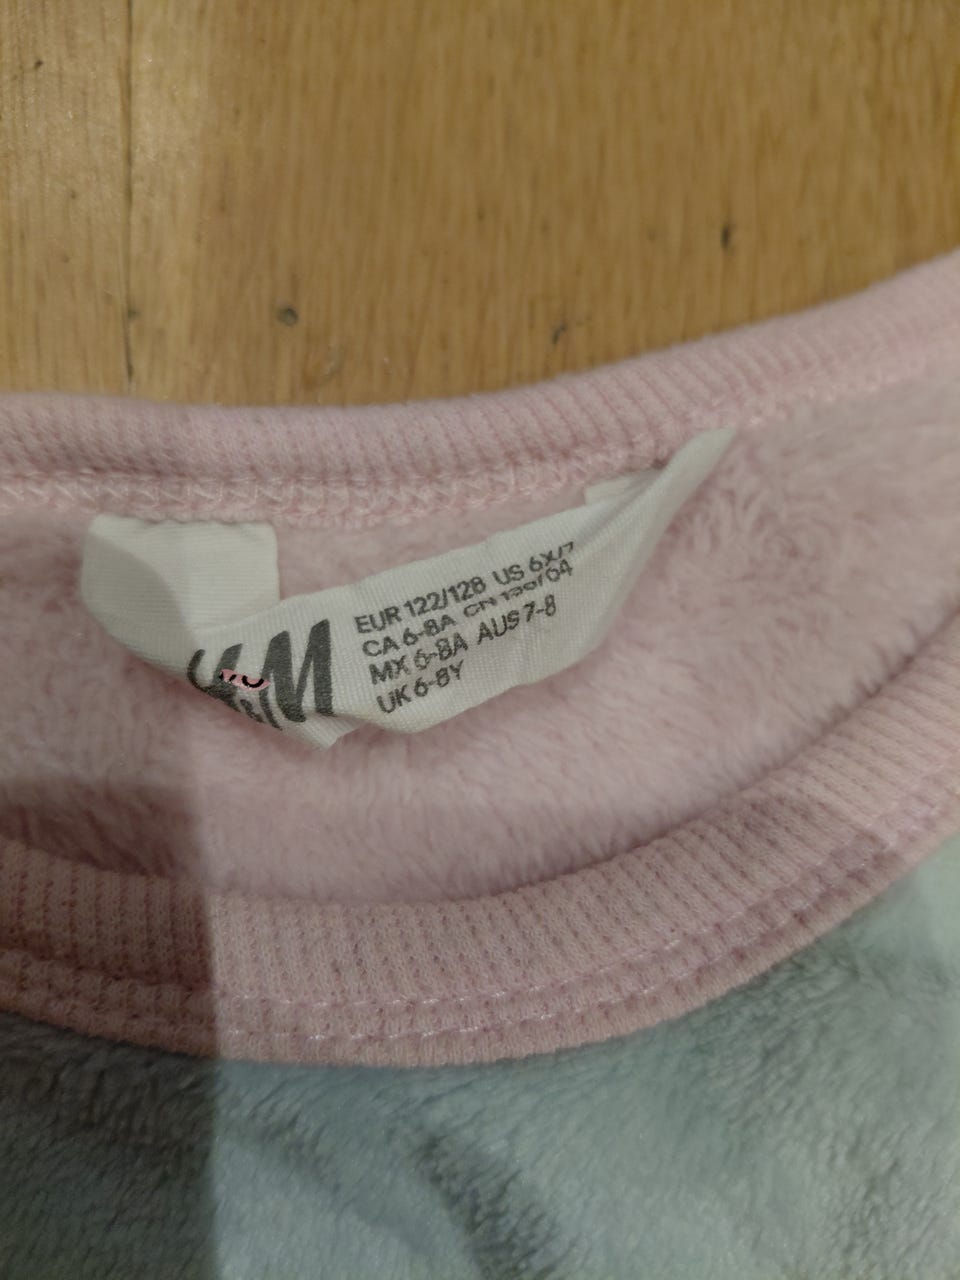 H&M
EUR 122/128 US 6X/7
CA 6-8A CN 130/64
MX 6-8A AUS 7-8
UK 6-8Y